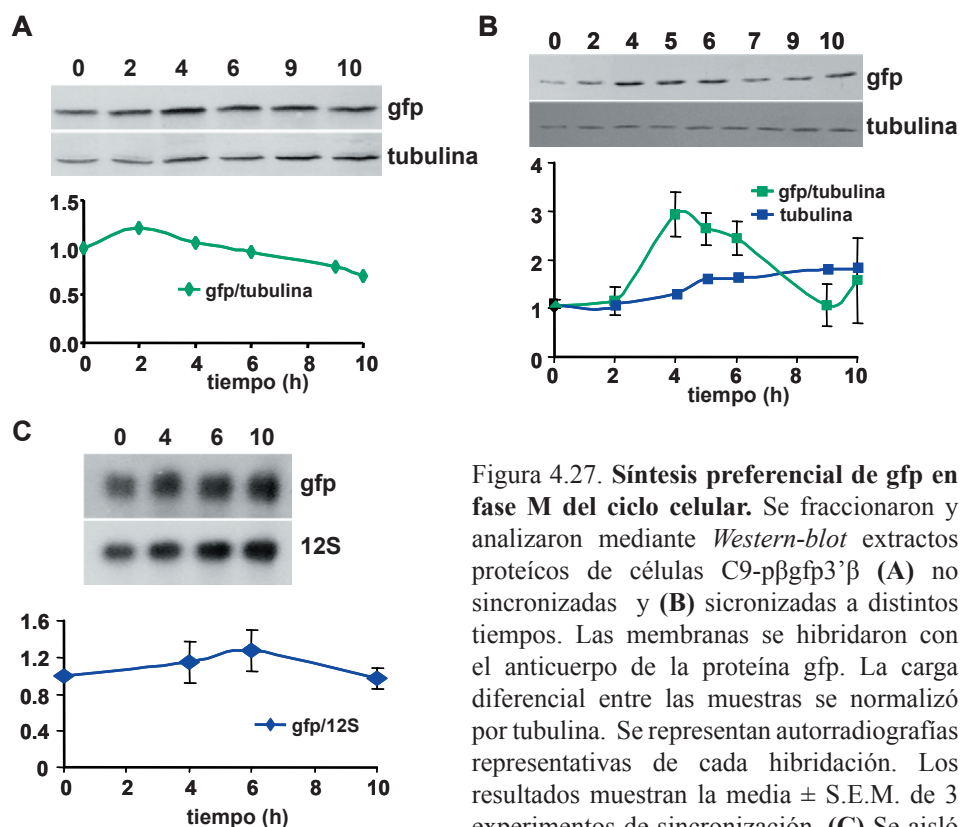 A
0 2 4 6 9 10
gfp
tubulina
1.5
1.0
0.5
0.0
gfp/tubulina
0 2 4 6 8 10
tiempo (h)
B
0 2 4 5 6 7 9 10
gfp
tubulina
4
3
2
1
0
gfp/tubulina
tubulina
0 2 4 6 8 10
tiempo (h)
C
0 4 6 10
gfp
12S
1.6
1.2
0.8
0.4
0
gfp/12S
0 2 4 6 8 10
tiempo (h)
Figura 4.27. Síntesis preferencial de gfp en
fase M del ciclo celular. Se fraccionaron y
analizaron mediante Western-blot extractos
proteícos de células C9-pβgfp3’β (A) no
sincronizadas y (B) sicronizadas a distintos
tiempos. Las membranas se hibridaron con
el anticuerpo de la proteína gfp. La carga
diferencial entre las muestras se normalizó
por tubulina. Se representan autorradiografías
representativas de cada hibridación. Los
resultados muestran la media ± S.E.M. de 3
experimentos de sincronización. (C) Se aisló